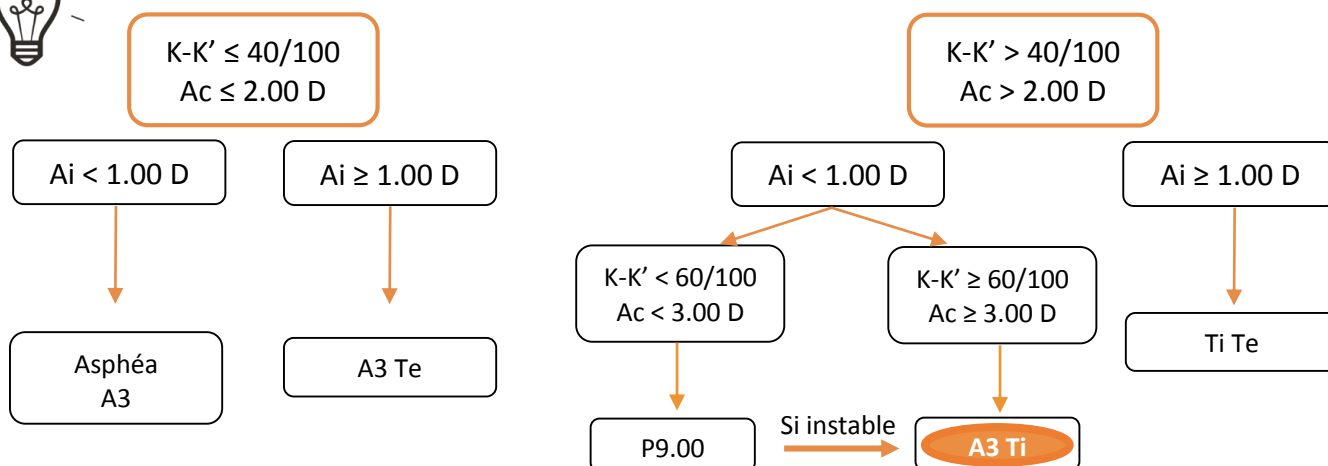 K-K’ ≤ 40/100
Ac ≤ 2.00 D
K-K’ > 40/100
Ac > 2.00 D
Ai < 1.00 D
Ai ≥ 1.00 D
Ai < 1.00 D
Ai ≥ 1.00 D
K-K’ < 60/100
Ac < 3.00 D
K-K’ ≥ 60/100
Ac ≥ 3.00 D
Asphéa
A3
A3 Te
Ti Te
P9.00
Si instable
A3 Ti